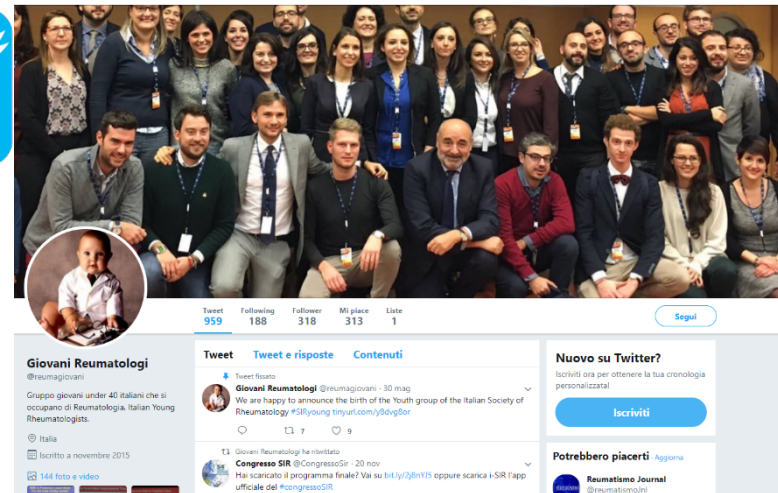 Tweet Following Follower Mi piace Liste
959 188 318 313 1
Segui
Giovani Reumatologi
@reumagiovani
Gruppo giovani under 40 italiani che si
occupano di Reumatologia. Italian Young
Rheumatologists.
Italia
Iscritto a novembre 2015
144 foto e video
Tweet Tweet e risposte Contenuti
Tweet fissato
Giovani Reumatologi @reumagiovani · 30 mag
We are happy to announce the birth of the Youth group of the Italian Society of
Rheumatology #SIRyoung tinyurl.com/y8dvg8or
7 9
Giovani Reumatologi ha ritwittato
Congresso SIR @CongressoSir · 20 nov
Hai scaricato il programma finale? Vai su bit.ly/2j8nYJ5 oppure scarica i-SIR l'app
ufficiale del #congressoSIR
Nuovo su Twitter?
Iscriviti ora per ottenere la tua cronologia
personalizzata!
Iscriviti
Potrebbero piacerti · Aggiorna
Reumatismo Journal
@reumatismoJnl